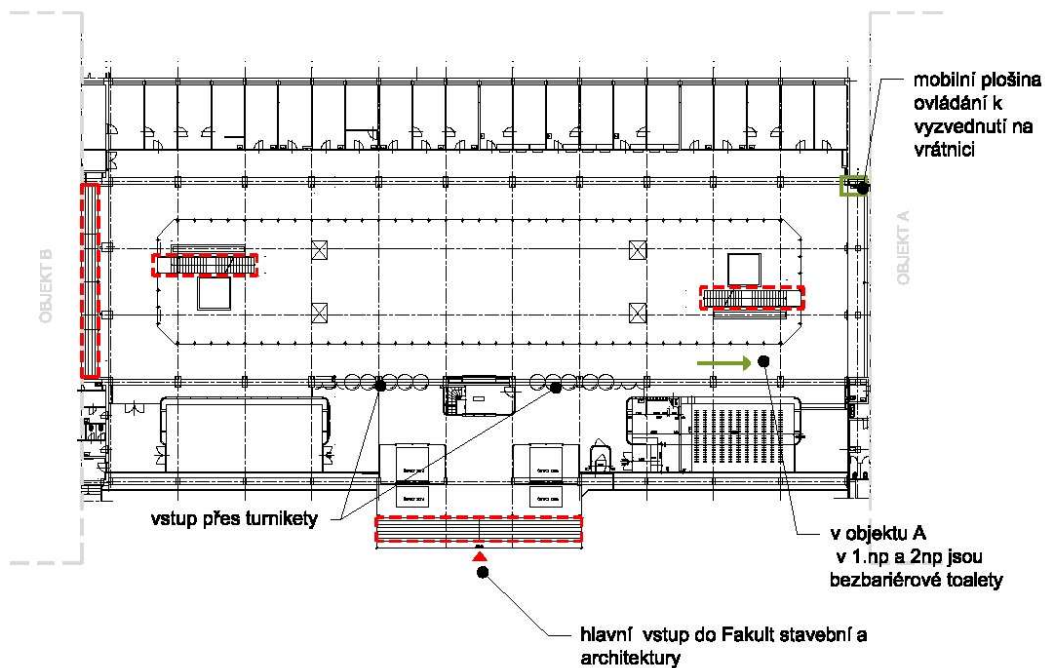 mobilní plošina
ovládání k
vyzvednutí na
vrátnici
OBJEKT B
OBJEKT A
vstup přes turnikety
v objektu A
v 1.np a 2np jsou
bezbariérové toalety
hlavní vstup do Fakult stavební a
architektury